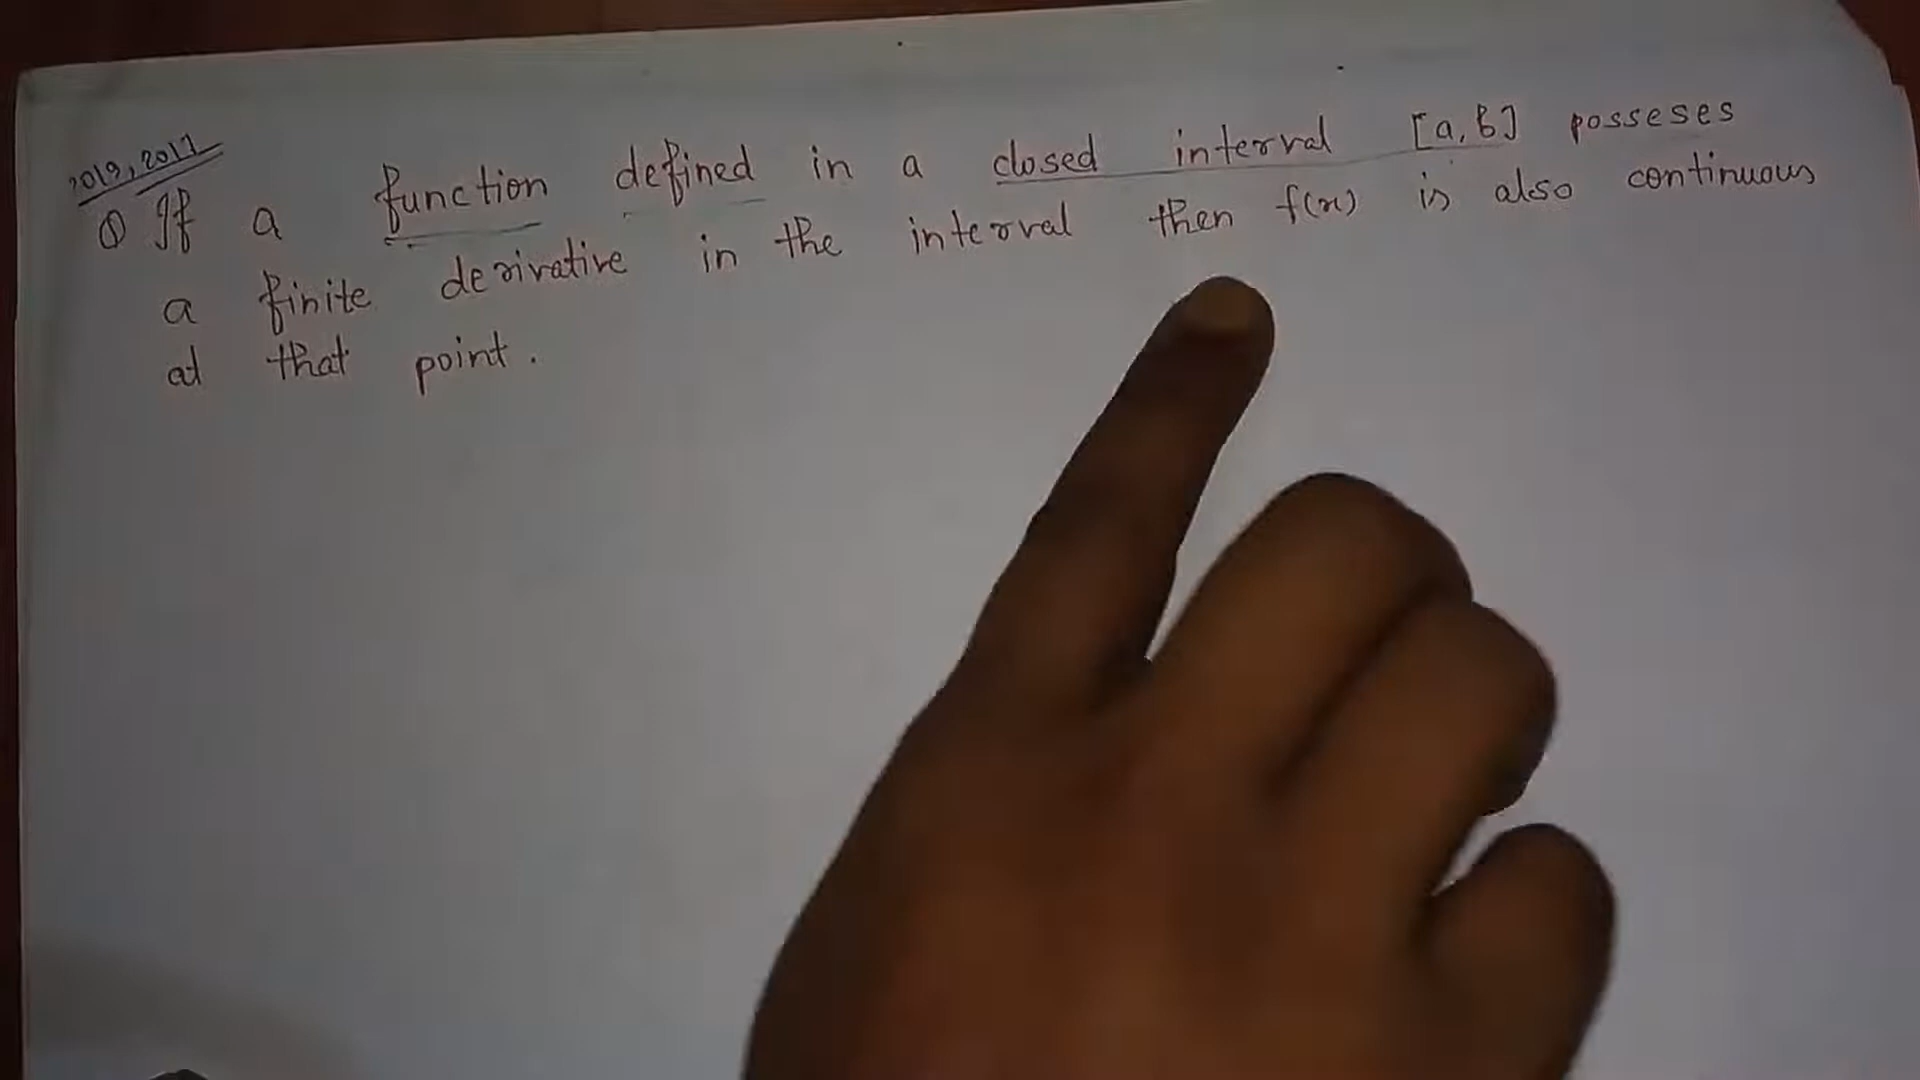 2019, 2017
① If a function defined in a closed interval [a, b] posseses
a finite derivative in the interval then f(x) is also continuous
at that point.